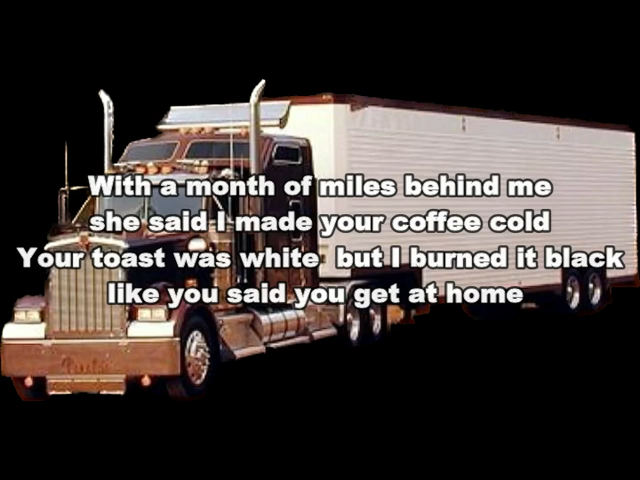 With a month of miles behind me
she said I made your coffee cold
Your toast was white  but I burned it black
like you said you get at home